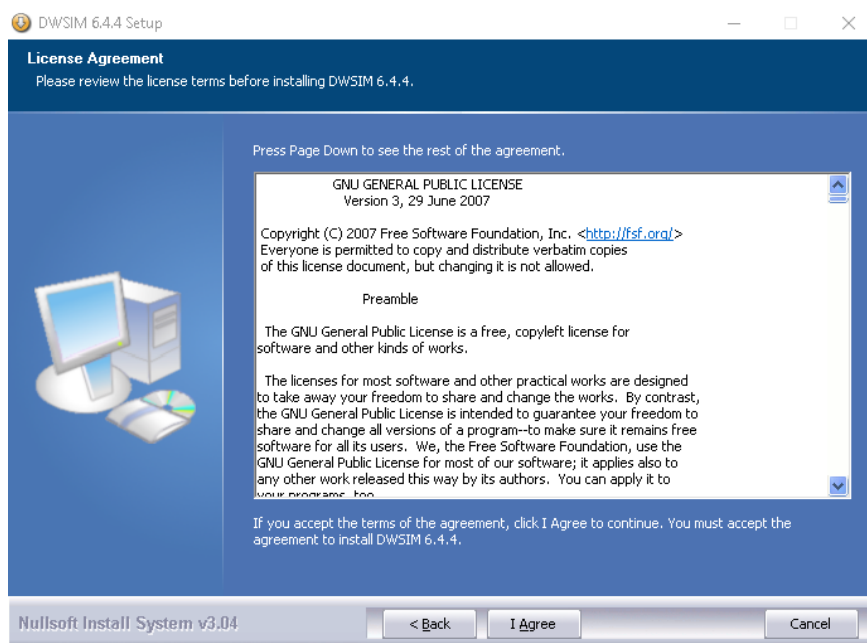 DWSIM 6.4.4 Setup
License Agreement
Please review the license terms before installing DWSIM 6.4.4.
Press Page Down to see the rest of the agreement.
GNU GENERAL PUBLIC LICENSE
Version 3, 29 June 2007
Copyright (C) 2007 Free Software Foundation, Inc. <http://fsf.org/>
Everyone is permitted to copy and distribute verbatim copies
of this license document, but changing it is not allowed.
Preamble
The GNU General Public License is a free, copyleft license for
software and other kinds of works.
The licenses for most software and other practical works are designed
to take away your freedom to share and change the works.  By contrast,
the GNU General Public License is intended to guarantee your freedom to
share and change all versions of a program--to make sure it remains free
software for all its users.  We, the Free Software Foundation, use the
GNU General Public License for most of our software; it applies also to
any other work released this way by its authors.  You can apply it to
your programs, too
If you accept the terms of the agreement, click I Agree to continue. You must accept the
agreement to install DWSIM 6.4.4.
Nullsoft Install System v3.04
< Back
I Agree
Cancel